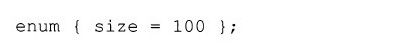 enum { size = 100 };